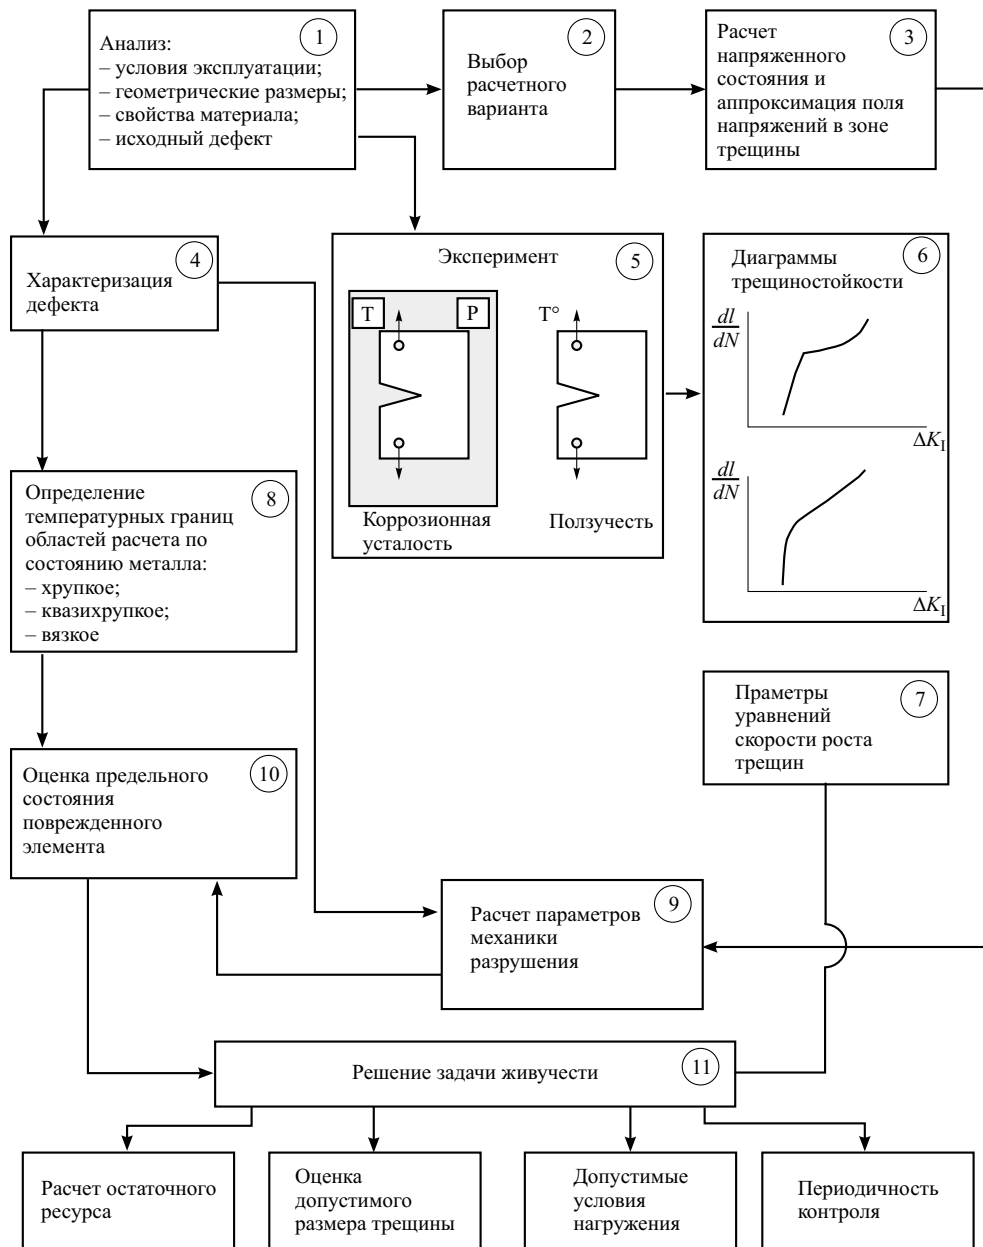 1
Анализ:
– условия эксплуатации;
– геометрические размеры;
– свойства материала;
– исходный дефект
2
Выбор
расчетного
варианта
3
Расчет
напряженного
состояния и
аппроксимация поля
напряжений в зоне
трещины
4
Характеризация
дефекта
5
Эксперимент
T
P
T°
Коррозионная
усталость
Ползучесть
6
Диаграммы
трещиностойкости
dl
dN
ΔK_I
dl
dN
ΔK_I
8
Определение
температурных границ
областей расчета по
состоянию металла:
– хрупкое;
– квазихрупкое;
– вязкое
7
Праметры
уравнений
скорости роста
трещин
10
Оценка предельного
состояния
поврежденного
элемента
9
Расчет параметров
механики
разрушения
11
Решение задачи живучести
Расчет остаточного
ресурса
Оценка
допустимого
размера трещины
Допустимые
условия
нагружения
Периодичность
контроля